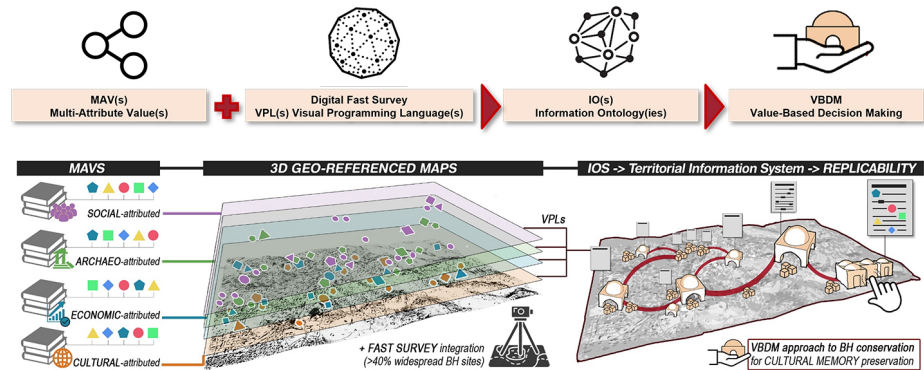 MAV(s)
Multi-Attribute Value(s)
Digital Fast Survey
VPL(s) Visual Programming Language(s)
IO(s)
Information Ontology(ies)
VBDM
Value-Based Decision Making
MAVS
3D GEO-REFERENCED MAPS
IOS -> Territorial Information System -> REPLICABILITY
SOCIAL-attributed
ARCHAEO-attributed
ECONOMIC-attributed
CULTURAL-attributed
VPLs
+ FAST SURVEY integration
(>40% widespread BH sites)
VBDM approach to BH conservation
for CULTURAL MEMORY preservation